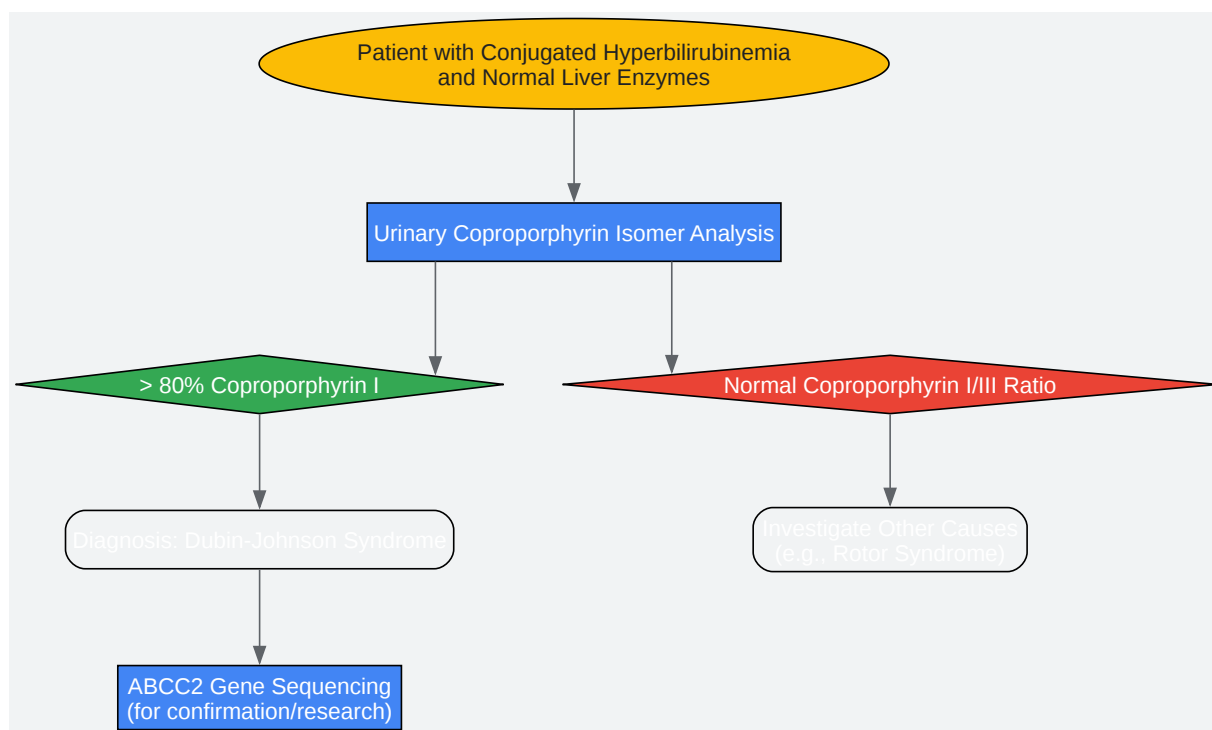 Patient with Conjugated Hyperbilirubinemia
and Normal Liver Enzymes
Urinary Coproporphyrin Isomer Analysis
> 80% Coproporphyrin I
Normal Coproporphyrin I/III Ratio
Diagnosis: Dubin-Johnson Syndrome
Investigate Other Causes
(e.g., Rotor Syndrome)
ABCC2 Gene Sequencing
(for confirmation/research)